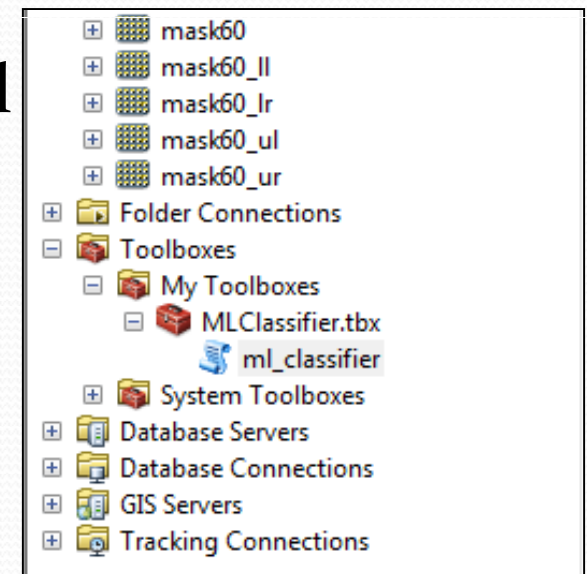 mask60
mask60_ll
mask60_lr
mask60_ul
mask60_ur
Folder Connections
Toolboxes
My Toolboxes
MLClassifier.tbx
ml_classifier
System Toolboxes
Database Servers
Database Connections
GIS Servers
Tracking Connections